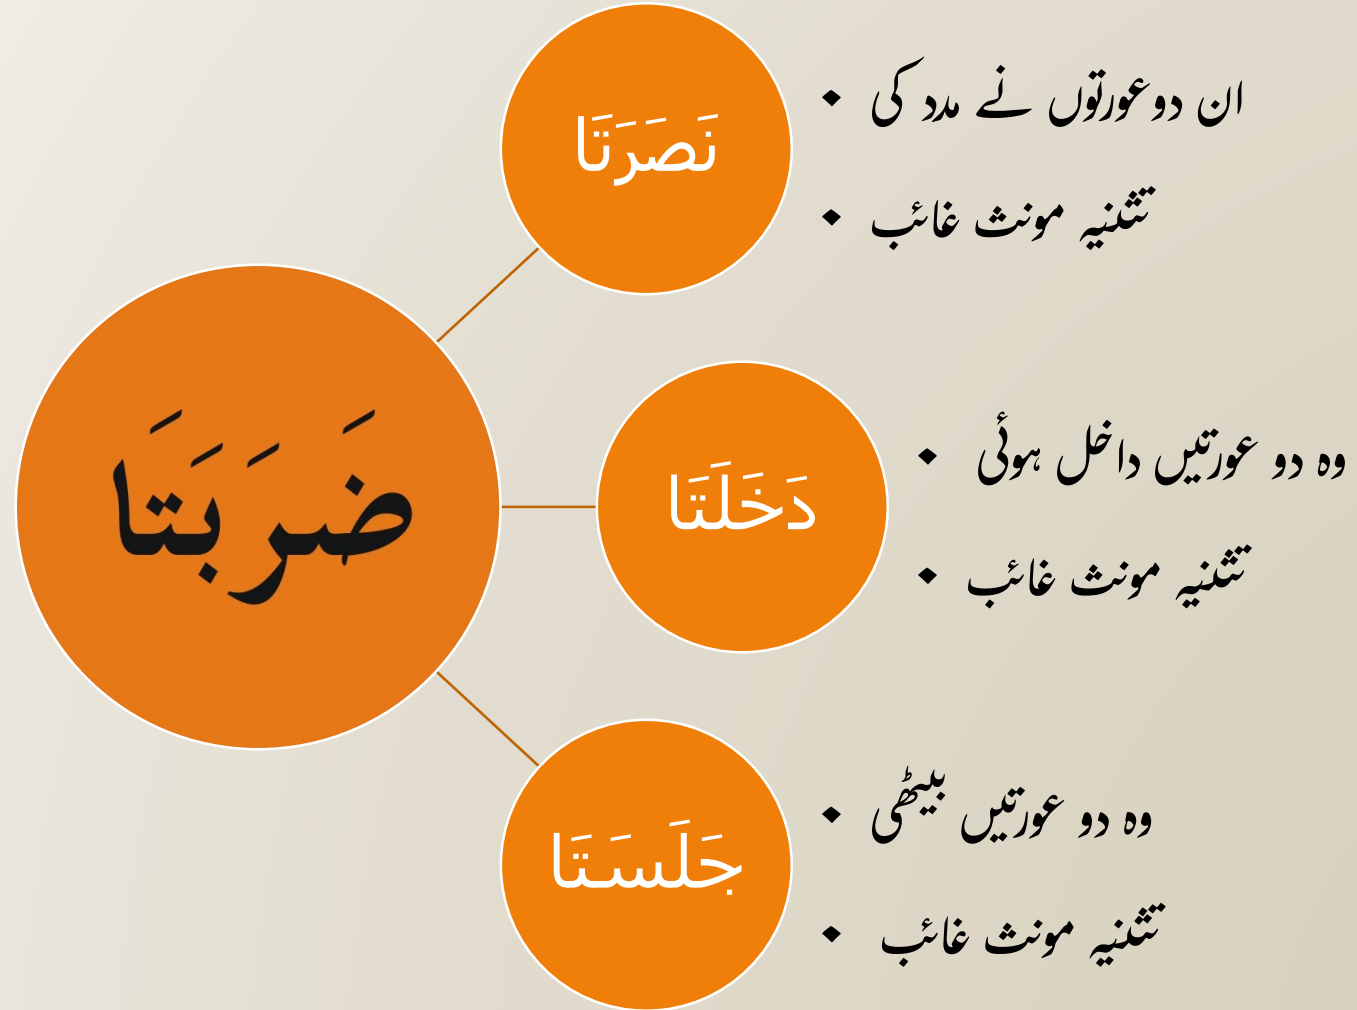 ضَرَبَتَا
نَصَرَتَا
ان دو عورتوں نے مدد کی
تثنیہ مونث غائب
دَخَلَتَا
وہ دو عورتیں داخل ہوئی
تثنیہ مونث غائب
جَلَسَتَا
وہ دو عورتیں بیٹھی
تثنیہ مونث غائب